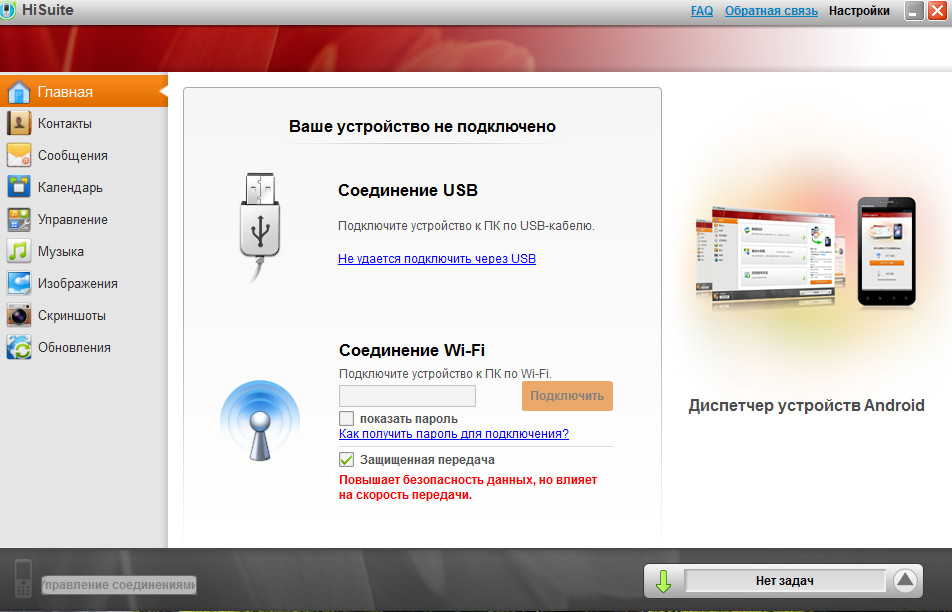 HiSuite
FAQ Обратная связь Настройки
Главная
Контакты
Сообщения
Календарь
Управление
Музыка
Изображения
Скриншоты
Обновления
Ваше устройство не подключено
Соединение USB
Подключите устройство к ПК по USB-кабелю.
Не удается подключить через USB
Соединение Wi-Fi
Подключите устройство к ПК по Wi-Fi.
Подключить
показать пароль
Как получить пароль для подключения?
Защищенная передача
Повышает безопасность данных, но влияет
на скорость передачи.
Диспетчер устройств Android
Управление соединениями
Нет задач